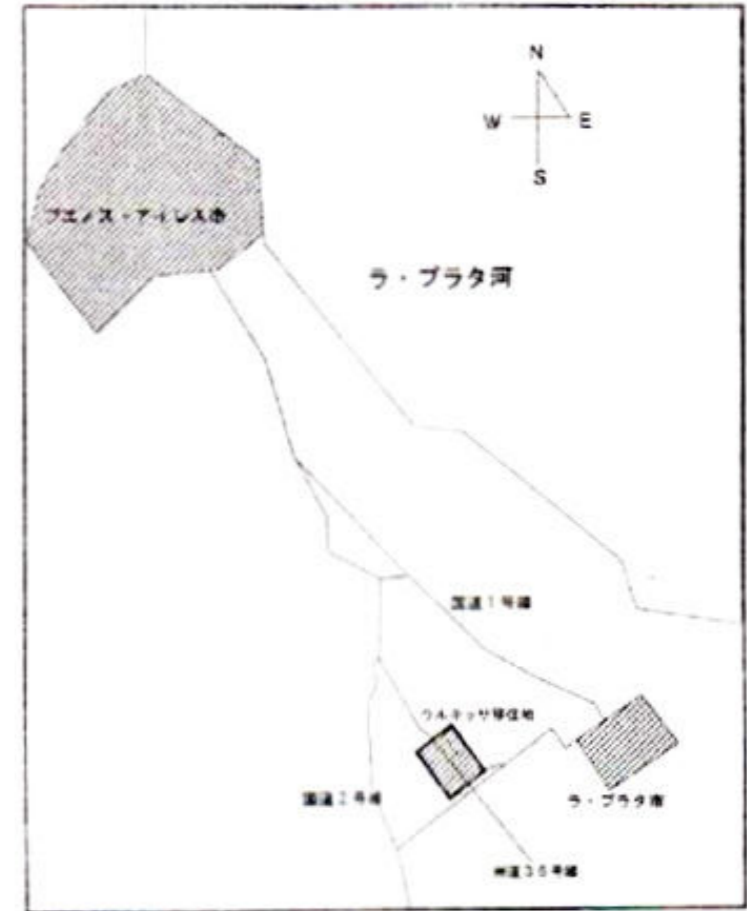 N
W E
S
ブエノス・アイレス市
ラ・プラタ河
国道1号線
ウルキッサ移住地
国道2号線
ラ・プラタ市
州道36号線